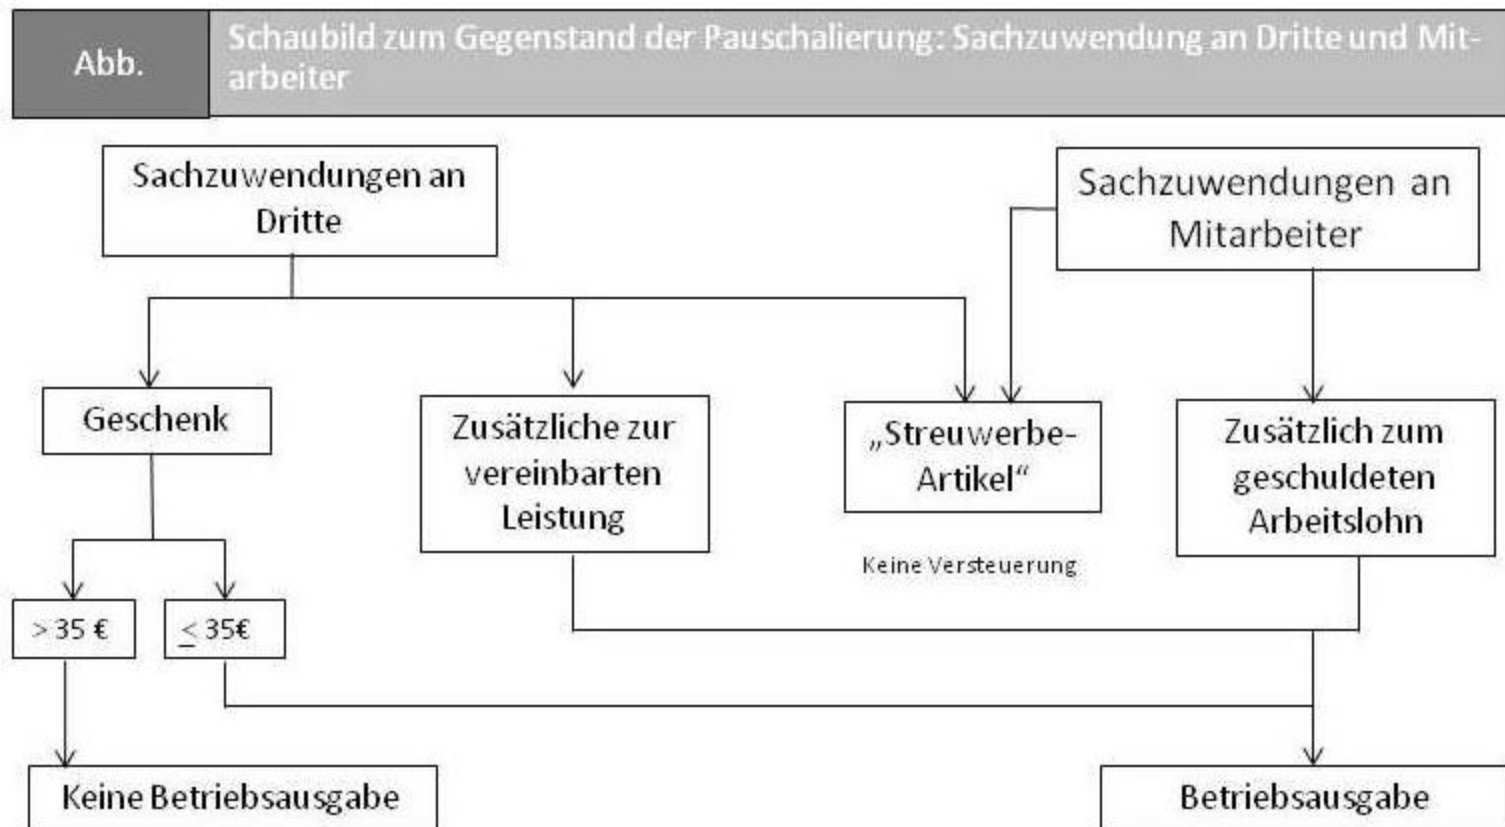 Abb.
Schaubild zum Gegenstand der Pauschalierung: Sachzuwendung an Dritte und Mit-
arbeiter
Sachzuwendungen an
Dritte
Sachzuwendungen an
Mitarbeiter
Geschenk
Zusätzliche zur
vereinbarten
Leistung
„Streuwerbe-
Artikel“
Zusätzlich zum
geschuldeten
Arbeitslohn
Keine Versteuerung
> 35 €
≤ 35€
Keine Betriebsausgabe
Betriebsausgabe